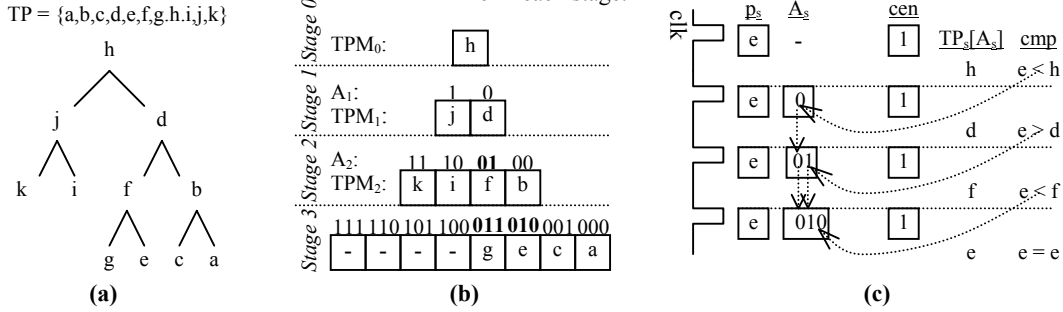 TP = {a,b,c,d,e,f,g.h.i,j,k}
h
j d
k i f b
g e c a
(a)
Stage 0
TPM0: h
Stage 1
A1: 1 0
TPM1: j d
Stage 2
A2: 11 10 01 00
TPM2: k i f b
Stage 3
111 110 101 100 011 010 001 000
- - - - g e c a
(b)
clk
ps As cen
e - 1
TPs[As] cmp
h e < h
e 0 1
d e > d
e 01 1
f e < f
e 010 1
e e = e
(c)